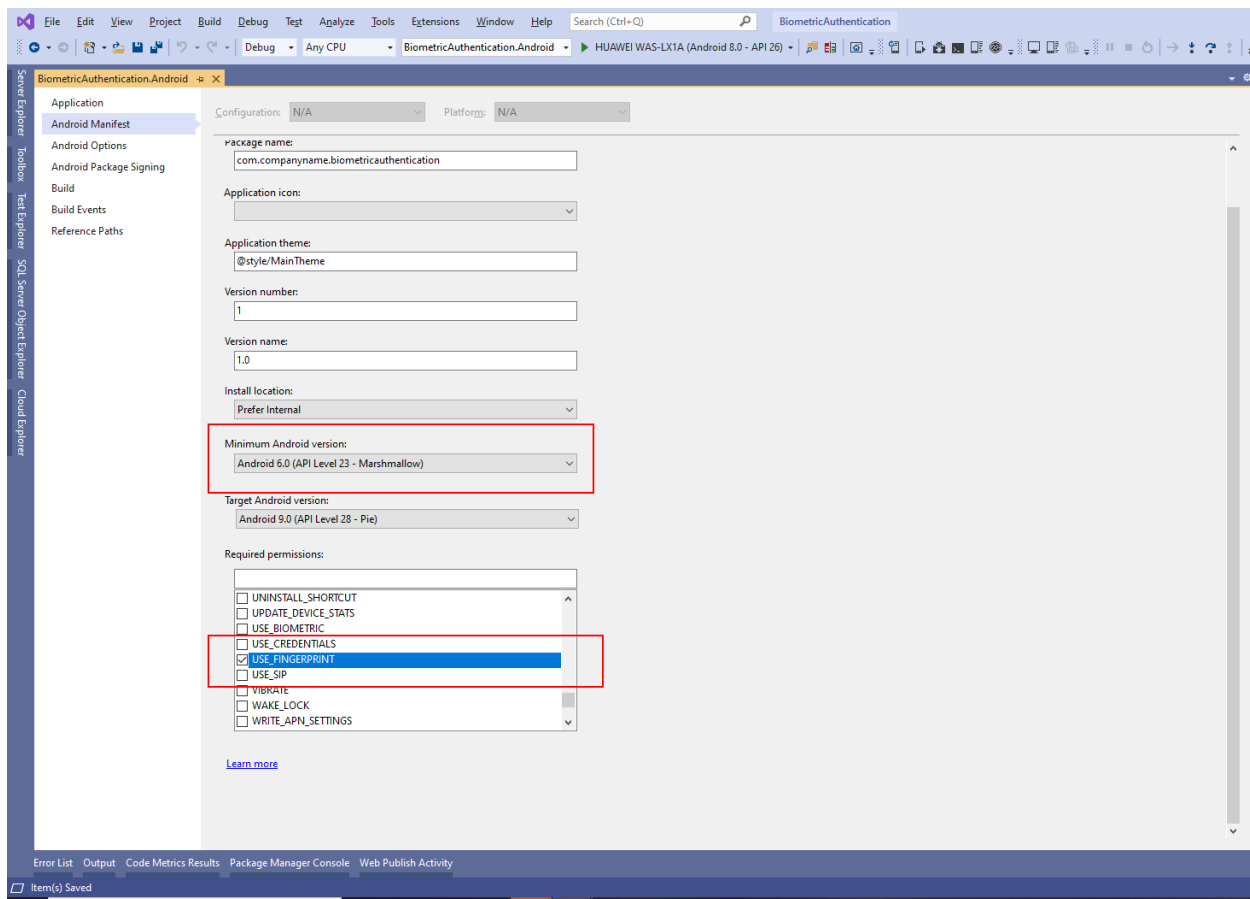 File Edit View Project Build Debug Test Analyze Tools Extensions Window Help Search (Ctrl+Q) BiometricAuthentication
Debug Any CPU BiometricAuthentication.Android HUAWEI WAS-LX1A (Android 8.0 - API 26)
BiometricAuthentication.Android
Server Explorer
Toolbox
Test Explorer
SQL Server Object Explorer
Cloud Explorer
Application
Android Manifest
Android Options
Android Package Signing
Build
Build Events
Reference Paths
Configuration: N/A Platform: N/A
Package name:
com.companyname.biometricauthentication
Application icon:
Application theme:
@style/MainTheme
Version number:
1
Version name:
1.0
Install location:
Prefer Internal
Minimum Android version:
Android 6.0 (API Level 23 - Marshmallow)
Target Android version:
Android 9.0 (API Level 28 - Pie)
Required permissions:
UNINSTALL_SHORTCUT
UPDATE_DEVICE_STATS
USE_BIOMETRIC
USE_CREDENTIALS
USE_FINGERPRINT
USE_SIP
VIBRATE
WAKE_LOCK
WRITE_APN_SETTINGS
Learn more
Error List Output Code Metrics Results Package Manager Console Web Publish Activity
Item(s) Saved